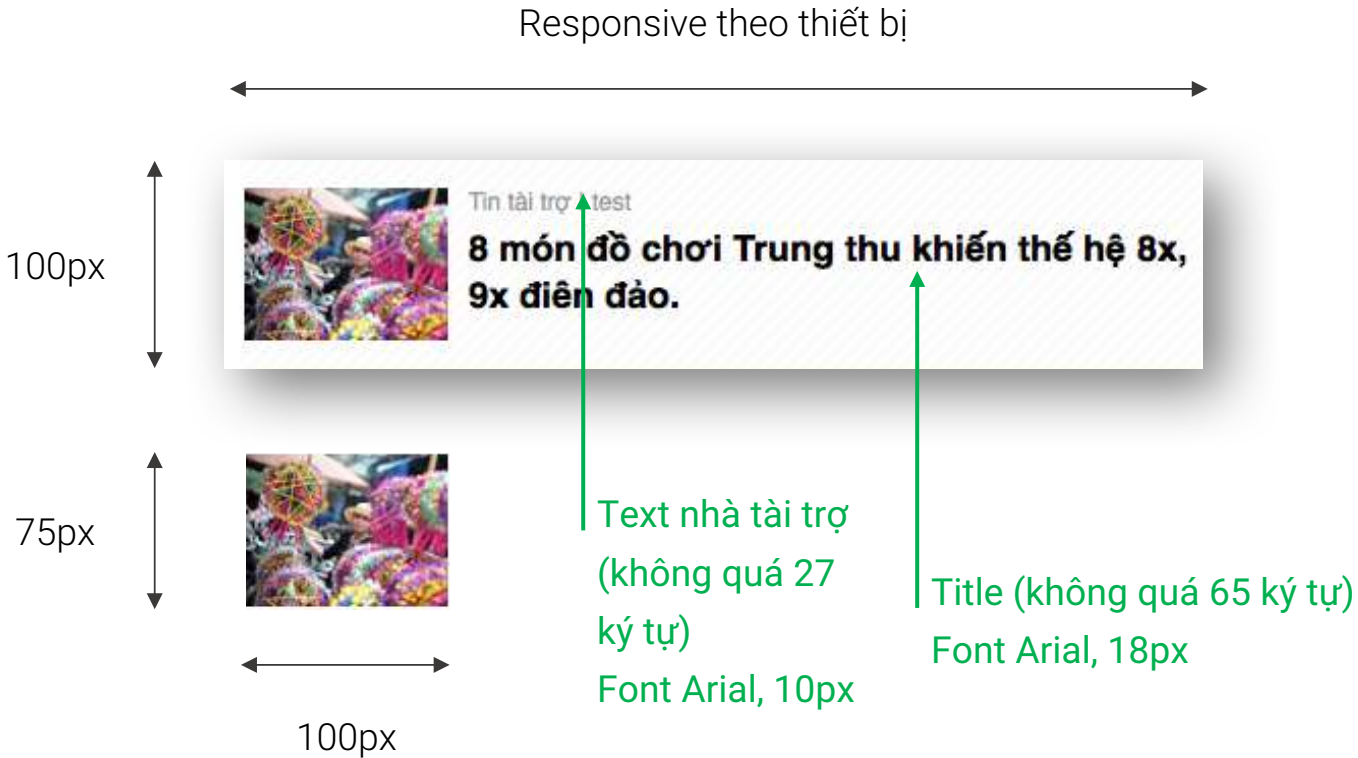 Responsive theo thiết bị
100px
Tin tài trợ | test
8 món đồ chơi Trung thu khiến thế hệ 8x,
9x điên đảo.
75px
100px
Text nhà tài trợ
(không quá 27
ký tự)
Font Arial, 10px
Title (không quá 65 ký tự)
Font Arial, 18px